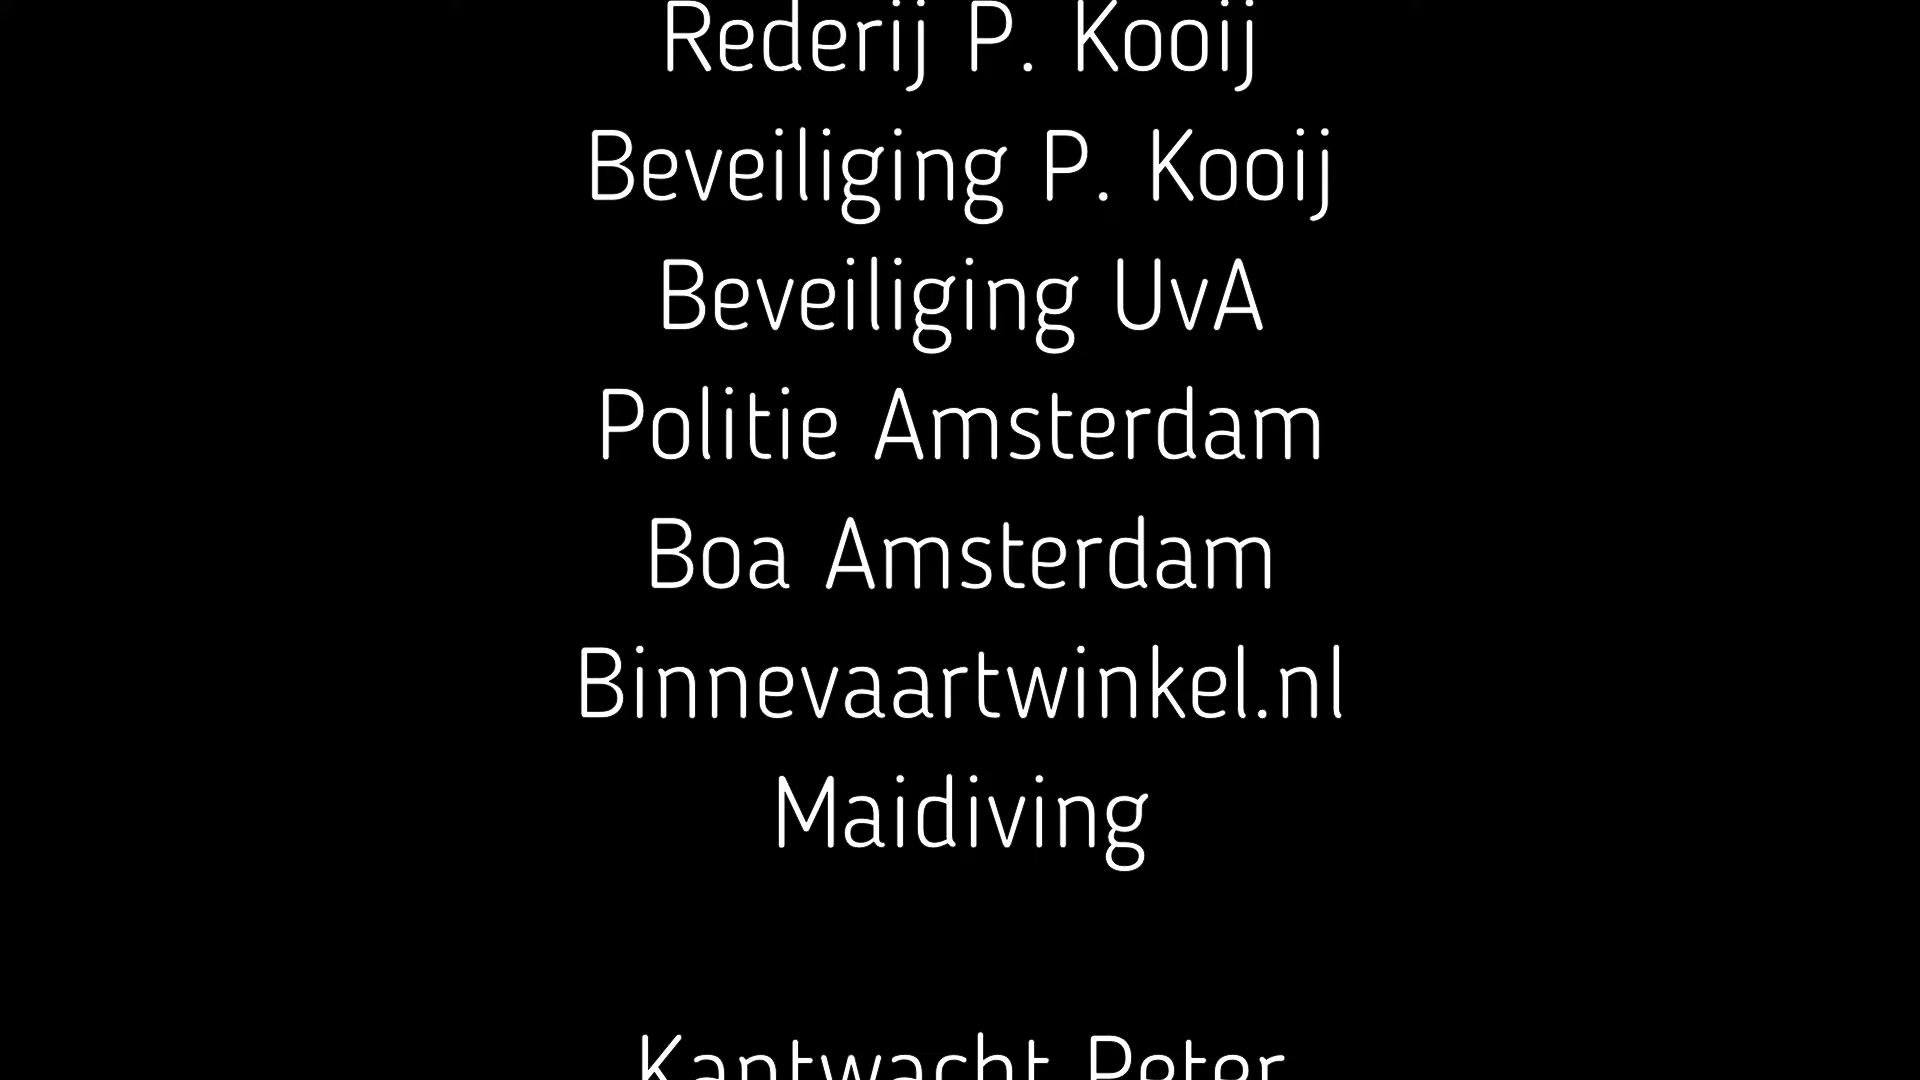 Rederij P. Kooij
Beveiliging P. Kooij
Beveiliging UvA
Politie Amsterdam
Boa Amsterdam
Binnevaartwinkel.nl
Maidiving
Kantwacht Peter